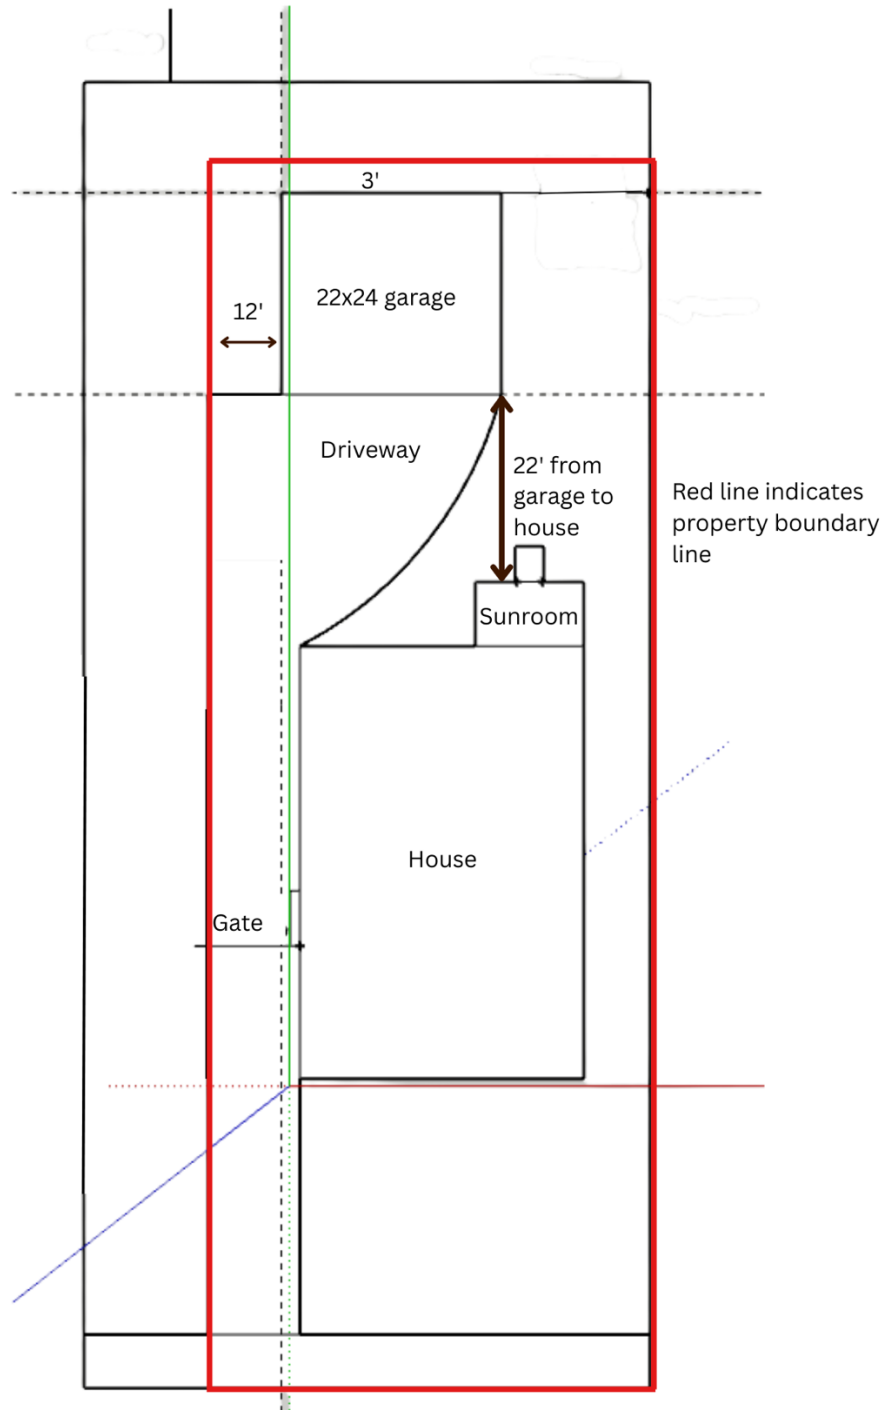 3'
12'
22x24 garage
Driveway
22' from
garage to
house
Red line indicates
property boundary
line
Sunroom
House
Gate